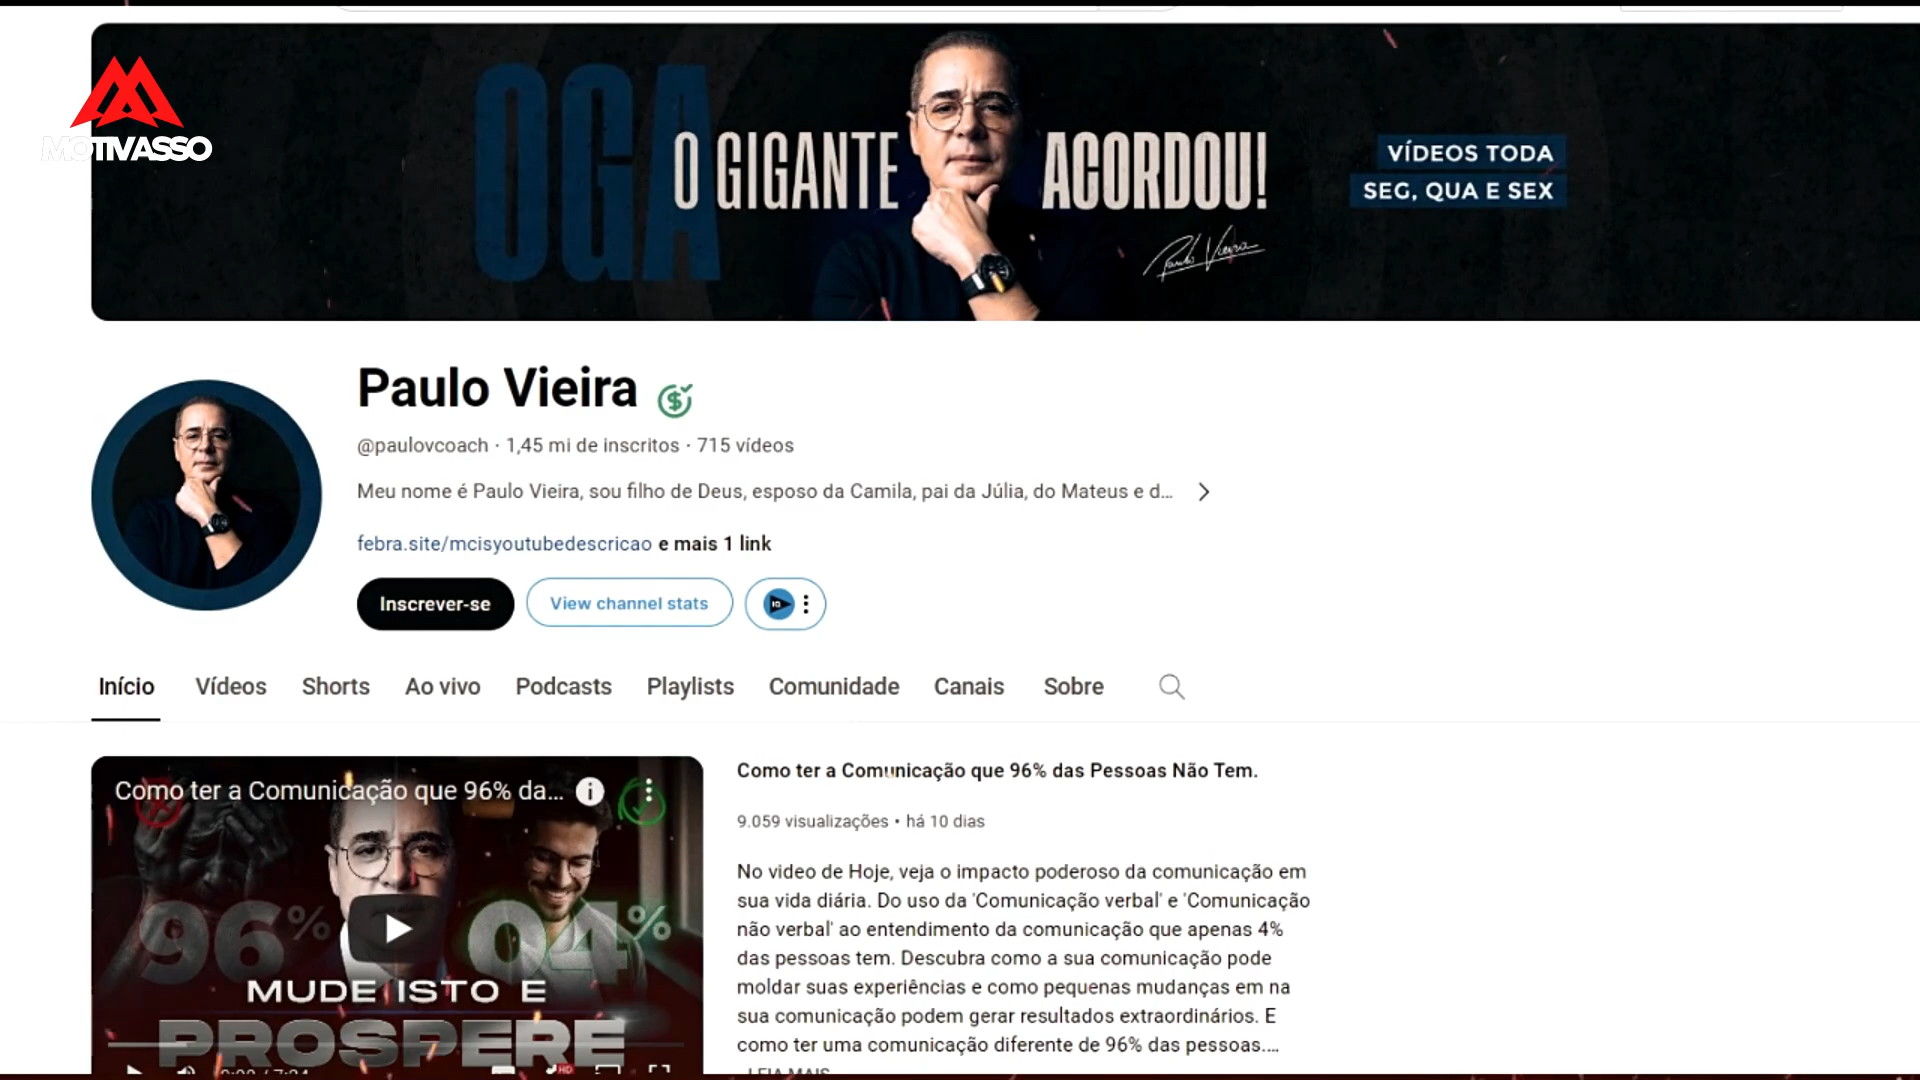 MOTIVASSO
OGA
O GIGANTE ACORDOU!
Paulo Vieira
VÍDEOS TODA
SEG, QUA E SEX
Paulo Vieira
@paulovcoach · 1,45 mi de inscritos · 715 vídeos
Meu nome é Paulo Vieira, sou filho de Deus, esposo da Camila, pai da Júlia, do Mateus e d...
febra.site/mcisyoutubedescricao e mais 1 link
Inscrever-se
View channel stats
IQ
Início Vídeos Shorts Ao vivo Podcasts Playlists Comunidade Canais Sobre
Como ter a Comunicação que 96% da...
96% 04%
MUDE ISTO E
PROSPERE
HD
Como ter a Comunicação que 96% das Pessoas Não Tem.
9.059 visualizações • há 10 dias
No video de Hoje, veja o impacto poderoso da comunicação em
sua vida diária. Do uso da 'Comunicação verbal' e 'Comunicação
não verbal' ao entendimento da comunicação que apenas 4%
das pessoas tem. Descubra como a sua comunicação pode
moldar suas experiências e como pequenas mudanças em na
sua comunicação podem gerar resultados extraordinários. E
como ter uma comunicação diferente de 96% das pessoas....
LEIA MAIS